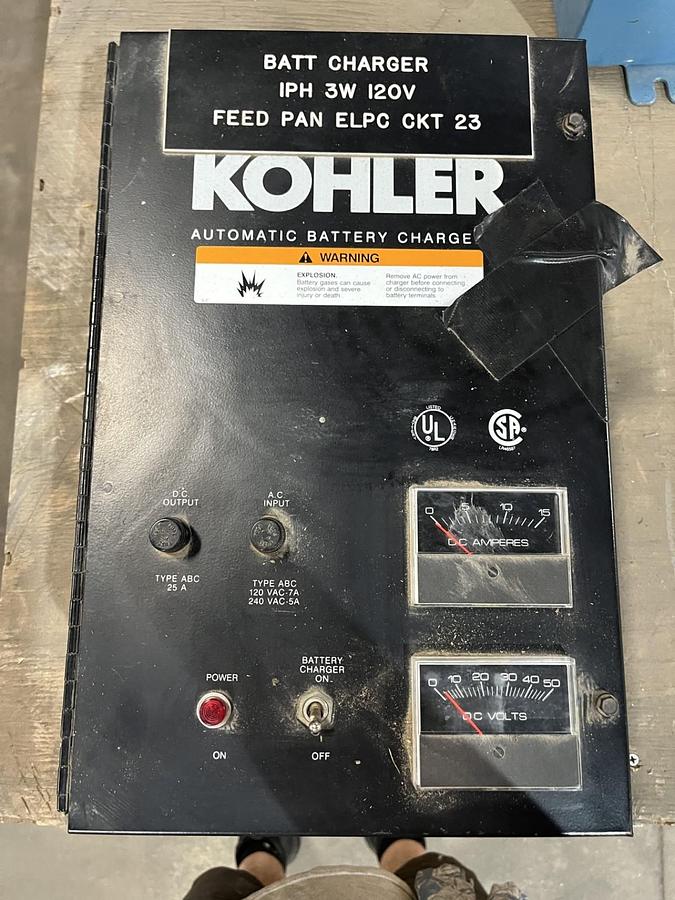 BATT CHARGER
1PH 3W 120V
FEED PAN ELPC CKT 23
KOHLER
AUTOMATIC BATTERY CHARGE
WARNING
EXPLOSION.
Battery gases can cause
explosion and severe
injury or death.
Remove AC power from
charger before connecting
or disconnecting to
battery terminals.
LISTED
UL
SA
D.C.
OUTPUT
A.C
INPUT
TYPE ABC
25 A
TYPE ABC
120 VAC-7A
240 VAC-5A
0 5 10 15
DC AMPERES
POWER
ON
BATTERY
CHARGER
ON
OFF
0 10 20 30 40 50
DC VOLTS